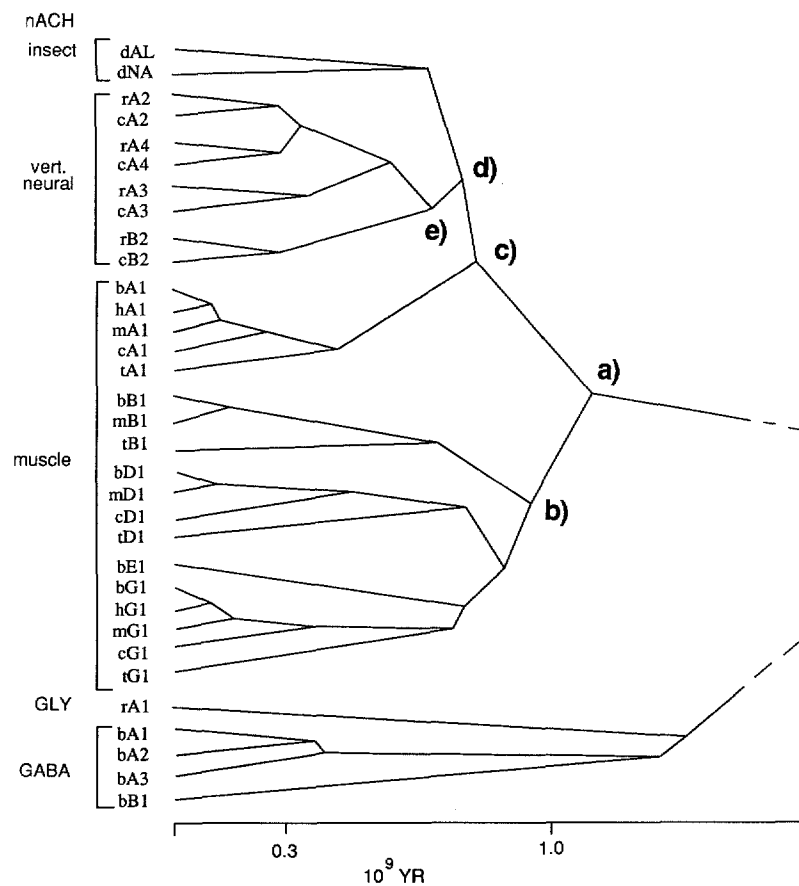 nACH
insect
dAL
dNA
vert.
neural
rA2
cA2
rA4
cA4
rA3
cA3
rB2
cB2
d)
e)
c)
muscle
bA1
hA1
mA1
cA1
tA1
a)
bB1
mB1
tB1
bD1
mD1
cD1
tD1
b)
bE1
bG1
hG1
mG1
cG1
tG1
GLY
rA1
GABA
bA1
bA2
bA3
bB1
0.3
1.0
10⁹ YR